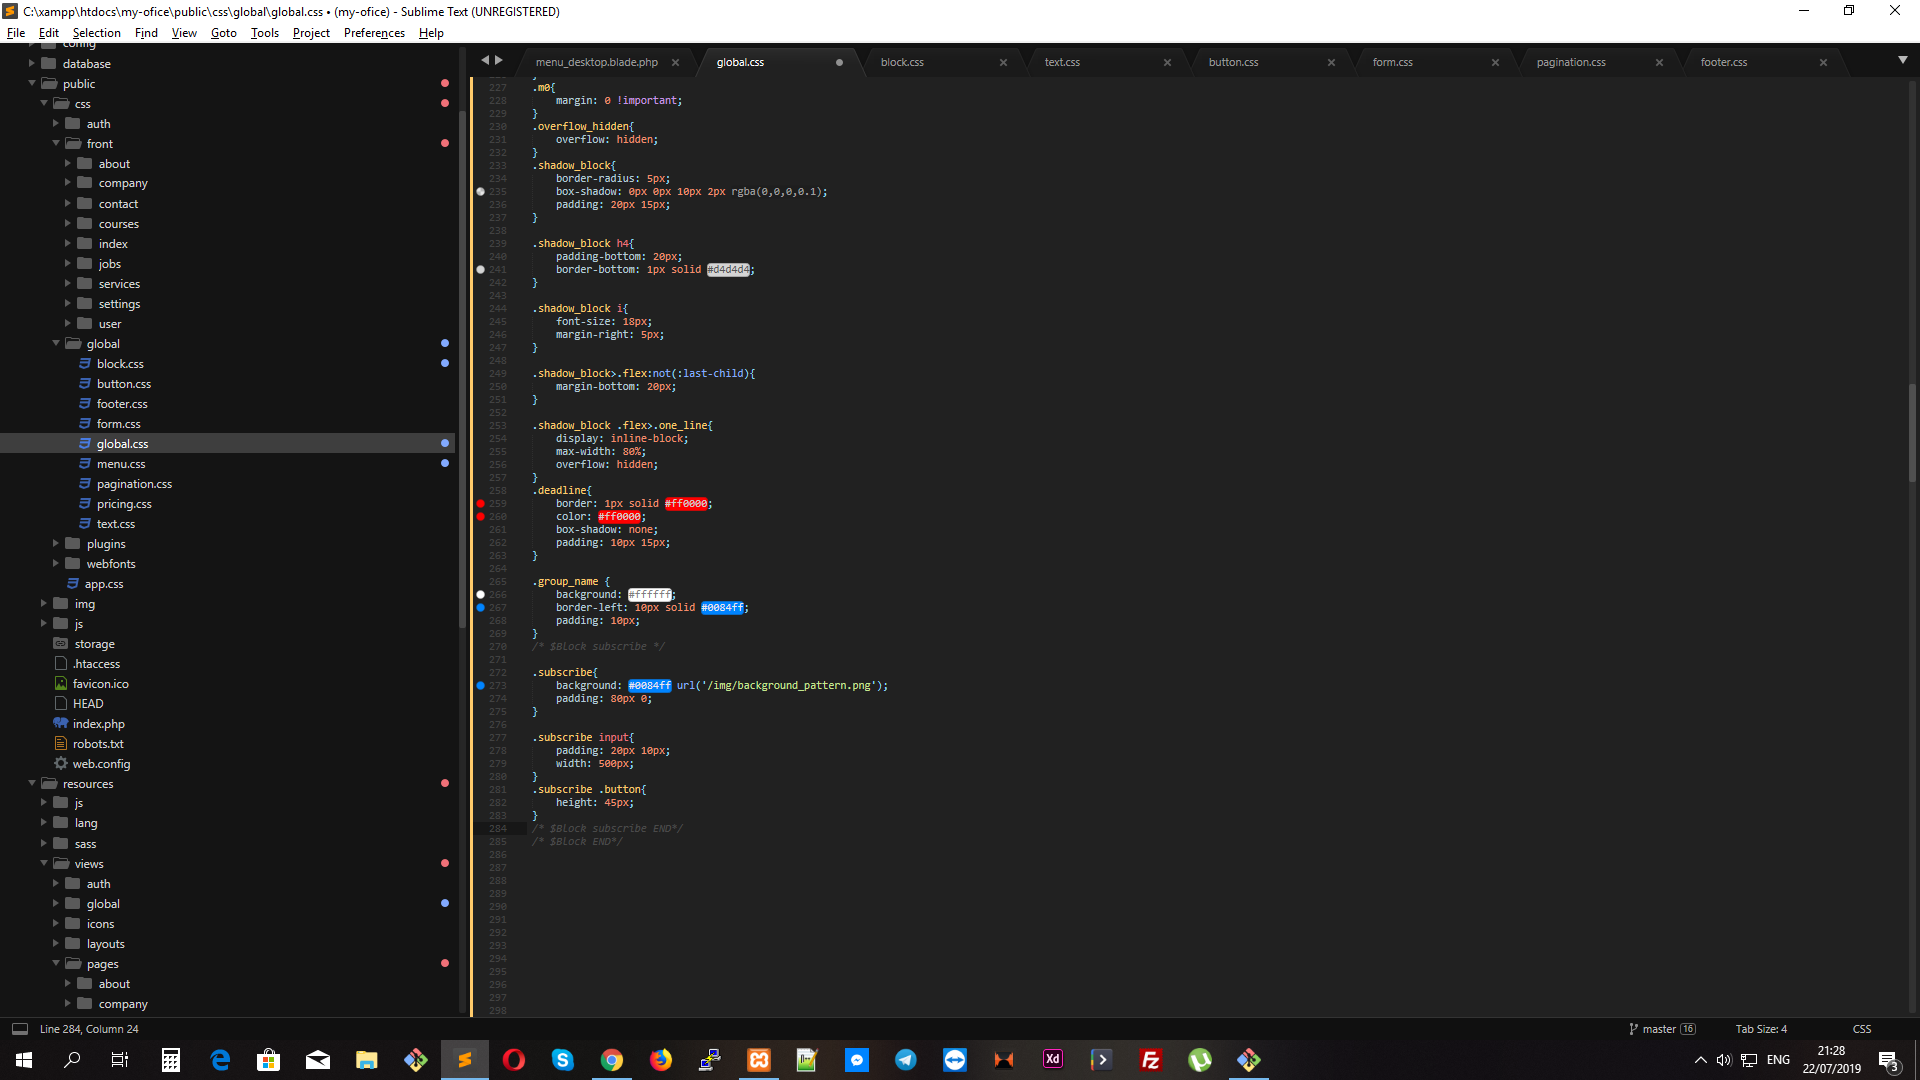 C:\xampp\htdocs\my-ofice\public\css\global\global.css • (my-ofice) - Sublime Text (UNREGISTERED)
File Edit Selection Find View Goto Tools Project Preferences Help
config
database
public
css
auth
front
about
company
contact
courses
index
jobs
services
settings
user
global
block.css
button.css
footer.css
form.css
global.css
menu.css
pagination.css
pricing.css
text.css
plugins
webfonts
app.css
img
js
storage
.htaccess
favicon.ico
HEAD
index.php
robots.txt
web.config
resources
js
lang
sass
views
auth
global
icons
layouts
pages
about
company
menu_desktop.blade.php global.css block.css text.css button.css form.css pagination.css footer.css
227 .m0{
228 margin: 0 !important;
229 }
230 .overflow_hidden{
231 overflow: hidden;
232 }
233 .shadow_block{
234 border-radius: 5px;
235 box-shadow: 0px 0px 10px 2px rgba(0,0,0,0.1);
236 padding: 20px 15px;
237 }
238
239 .shadow_block h4{
240 padding-bottom: 20px;
241 border-bottom: 1px solid #d4d4d4;
242 }
243
244 .shadow_block i{
245 font-size: 18px;
246 margin-right: 5px;
247 }
248
249 .shadow_block>.flex:not(:last-child){
250 margin-bottom: 20px;
251 }
252
253 .shadow_block .flex>.one_line{
254 display: inline-block;
255 max-width: 80%;
256 overflow: hidden;
257 }
258 .deadline{
259 border: 1px solid #ff0000;
260 color: #ff0000;
261 box-shadow: none;
262 padding: 10px 15px;
263 }
264
265 .group_name {
266 background: #ffffff;
267 border-left: 10px solid #0084ff;
268 padding: 10px;
269 }
270 /* $Block subscribe */
271
272 .subscribe{
273 background: #0084ff url('/img/background_pattern.png');
274 padding: 80px 0;
275 }
276
277 .subscribe input{
278 padding: 20px 10px;
279 width: 500px;
280 }
281 .subscribe .button{
282 height: 45px;
283 }
284 /* $Block subscribe END*/
285 /* $Block END*/
286
287
288
289
290
291
292
293
294
295
296
297
298
Line 284, Column 24 master 16 Tab Size: 4 CSS
Xd Fz ENG 21:28 22/07/2019 3